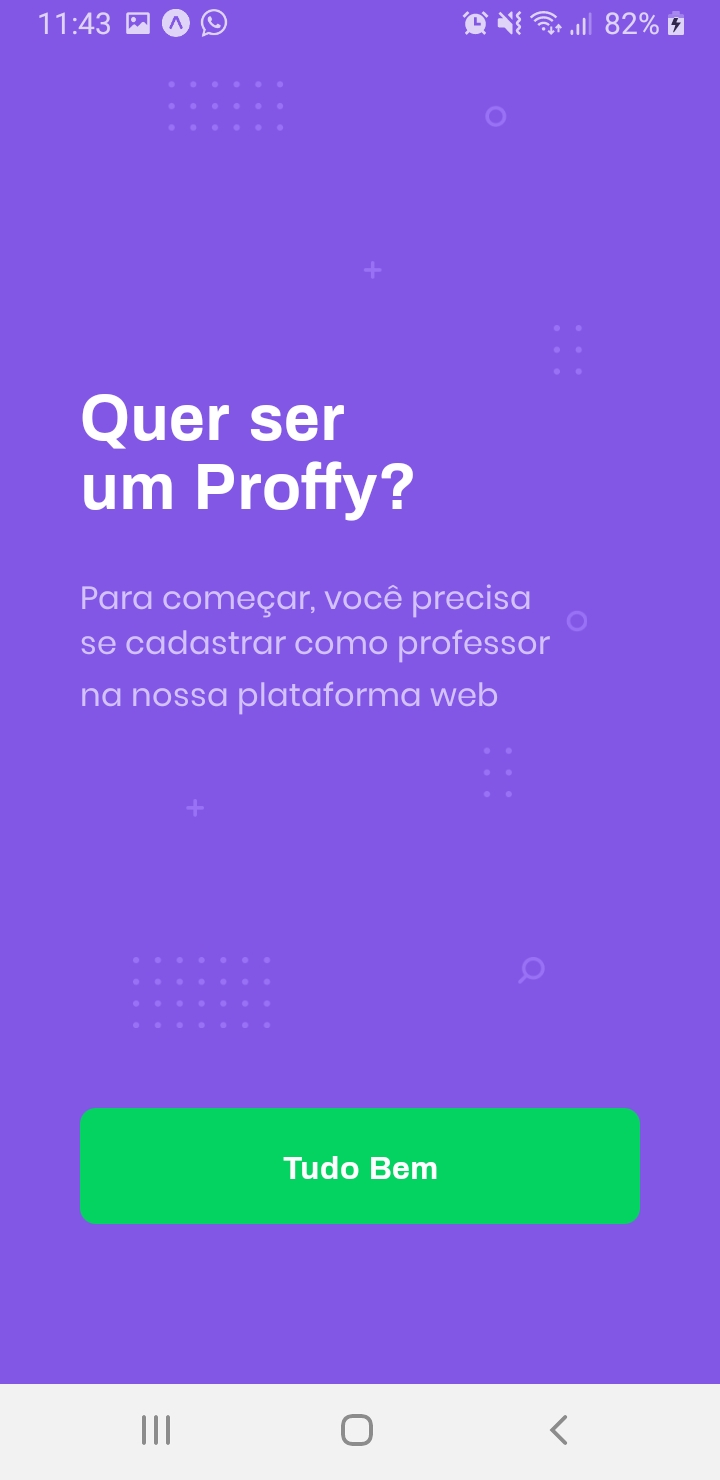 11:43
82%
Quer ser
um Proffy?
Para começar, você precisa
se cadastrar como professor
na nossa plataforma web
Tudo Bem